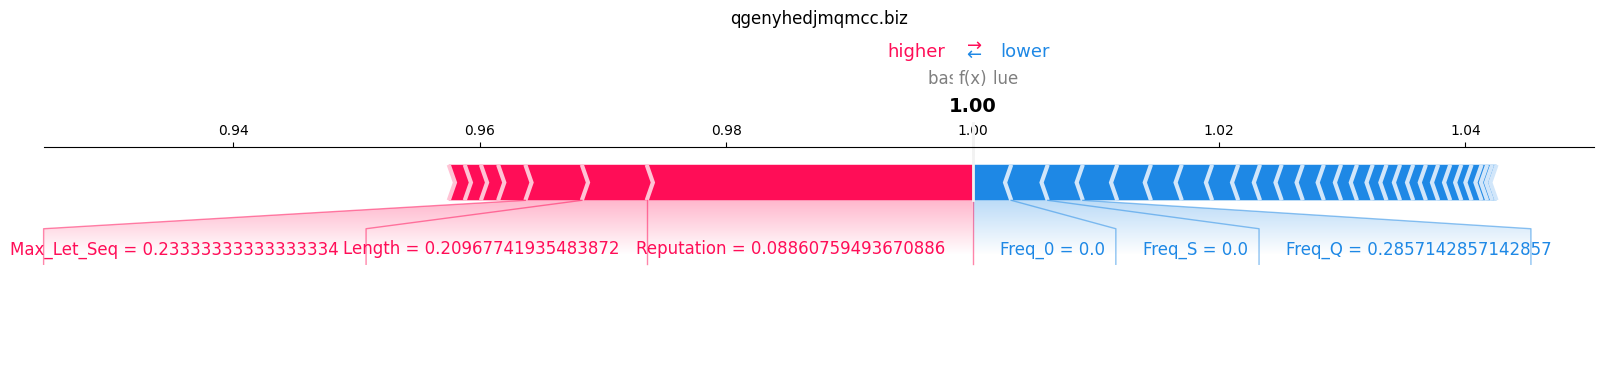 qgenyhedjmqmcc.biz
higher ⇄ lower
f(x)
1.00
0.94 0.96 0.98 1.00 1.02 1.04
Max_Let_Seq = 0.23333333333333334 Length = 0.20967741935483872 Reputation = 0.08860759493670886 Freq_0 = 0.0 Freq_S = 0.0 Freq_Q = 0.2857142857142857